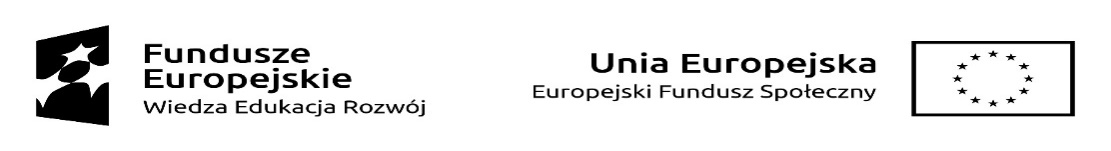 Fundusze
Europejskie
Wiedza Edukacja Rozwój
Unia Europejska
Europejski Fundusz Społeczny